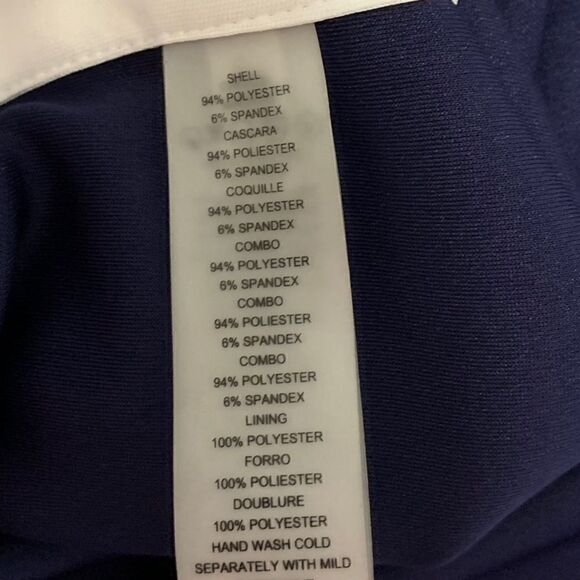 SHELL
94% POLYESTER
6% SPANDEX
CASCARA
94% POLIESTER
6% SPANDEX
COQUILLE
94% POLYESTER
6% SPANDEX
COMBO
94% POLYESTER
6% SPANDEX
COMBO
94% POLIESTER
6% SPANDEX
COMBO
94% POLYESTER
6% SPANDEX
LINING
100% POLYESTER
FORRO
100% POLIESTER
DOUBLURE
100% POLYESTER
HAND WASH COLD
SEPARATELY WITH MILD